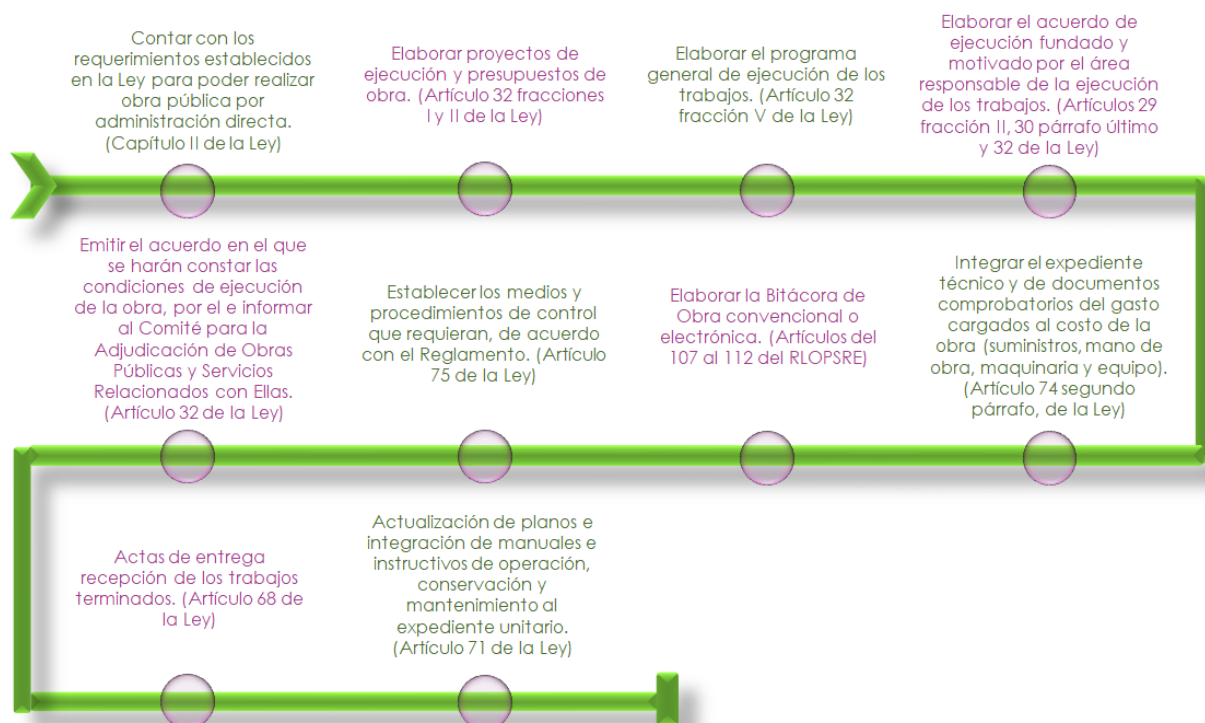 Contar con los
requerimientos establecidos
en la Ley para poder realizar
obra pública por
administración directa.
(Capítulo II de la Ley)
Elaborar proyectos de
ejecución y presupuestos de
obra. (Artículo 32 fracciones
I y II de la Ley)
Elaborar el programa
general de ejecución de los
trabajos. (Artículo 32
fracción V de la Ley)
Elaborar el acuerdo de
ejecución fundado y
motivado por el área
responsable de la ejecución
de los trabajos. (Artículos 29
fracción II, 30 párrafo último
y 32 de la Ley)
Emitir el acuerdo en el que
se harán constar las
condiciones de ejecución
de la obra, por el e informar
al Comité para la
Adjudicación de Obras
Públicas y Servicios
Relacionados con Ellas.
(Artículo 32 de la Ley)
Establecer los medios y
procedimientos de control
que requieran, de acuerdo
con el Reglamento. (Artículo
75 de la Ley)
Elaborar la Bitácora de
Obra convencional o
electrónica. (Artículos del
107 al 112 del RLOPSRE)
Integrar el expediente
técnico y de documentos
comprobatorios del gasto
cargados al costo de la
obra (suministros, mano de
obra, maquinaria y equipo).
(Artículo 74 segundo
párrafo, de la Ley)
Actas de entrega
recepción de los trabajos
terminados. (Artículo 68 de
la Ley)
Actualización de planos e
integración de manuales e
instructivos de operación,
conservación y
mantenimiento al
expediente unitario.
(Artículo 71 de la Ley)